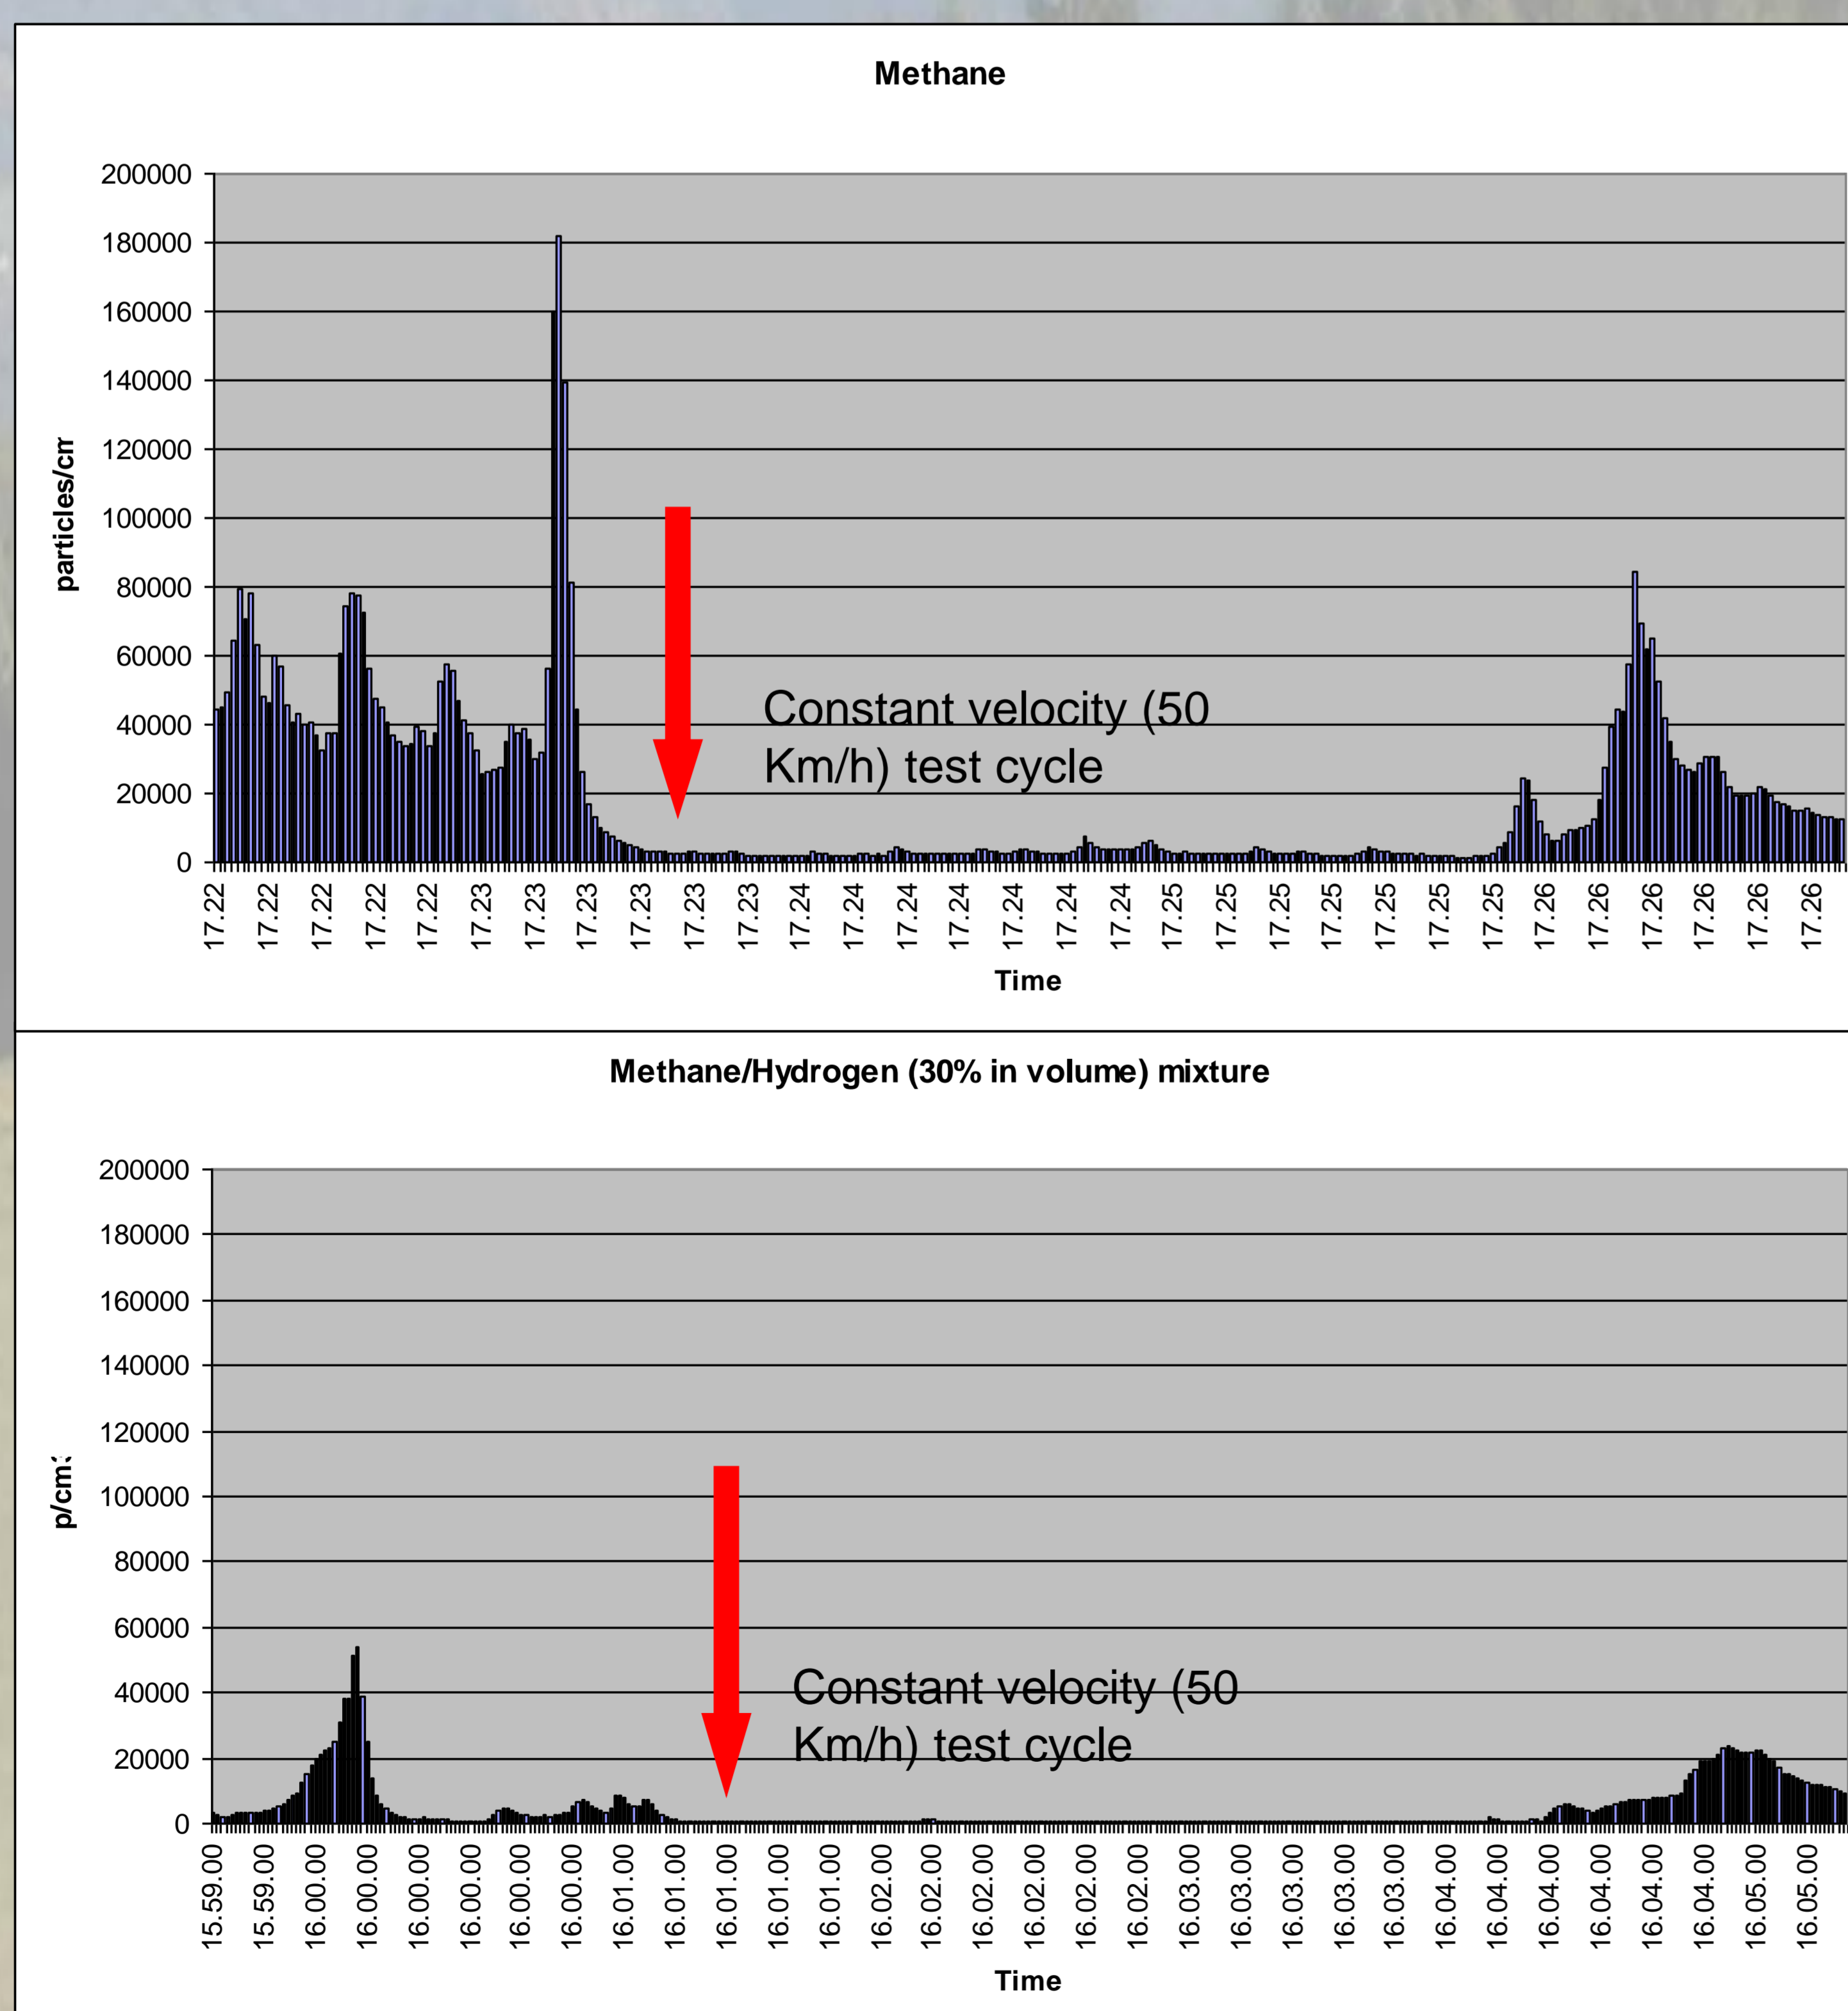 Methane
200000
180000
160000
140000
120000
100000
80000
60000
40000
20000
0
particles/cm
Constant velocity (50
Km/h) test cycle
17.22 17.22 17.22 17.22 17.22 17.23 17.23 17.23 17.23 17.23 17.23 17.24 17.24 17.24 17.24 17.24 17.24 17.24 17.25 17.25 17.25 17.25 17.25 17.25 17.25 17.26 17.26 17.26 17.26 17.26 17.26
Time
Methane/Hydrogen (30% in volume) mixture
200000
180000
160000
140000
120000
100000
80000
60000
40000
20000
0
p/cm³
Constant velocity (50
Km/h) test cycle
15.59.00 15.59.00 16.00.00 16.00.00 16.00.00 16.00.00 16.00.00 16.00.00 16.01.00 16.01.00 16.01.00 16.01.00 16.01.00 16.02.00 16.02.00 16.02.00 16.02.00 16.02.00 16.03.00 16.03.00 16.03.00 16.03.00 16.03.00 16.03.00 16.04.00 16.04.00 16.04.00 16.04.00 16.04.00 16.04.00 16.05.00 16.05.00
Time